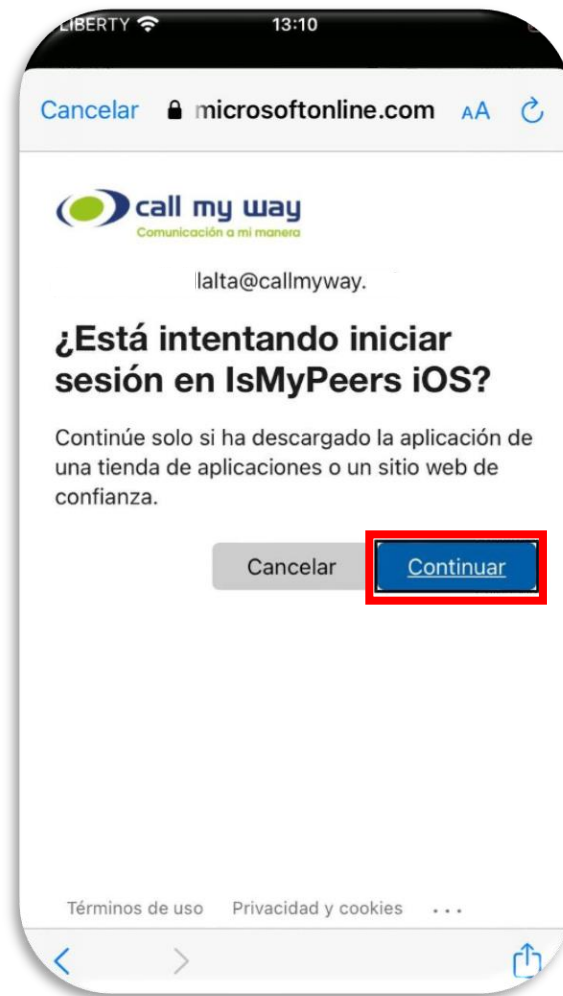 LIBERTY 13:10
Cancelar microsoftonline.com AA
call my way
Comunicación a mi manera
lalta@callmyway.
¿Está intentando iniciar
sesión en IsMyPeers iOS?
Continúe solo si ha descargado la aplicación de
una tienda de aplicaciones o un sitio web de
confianza.
Cancelar Continuar
Términos de uso Privacidad y cookies ...